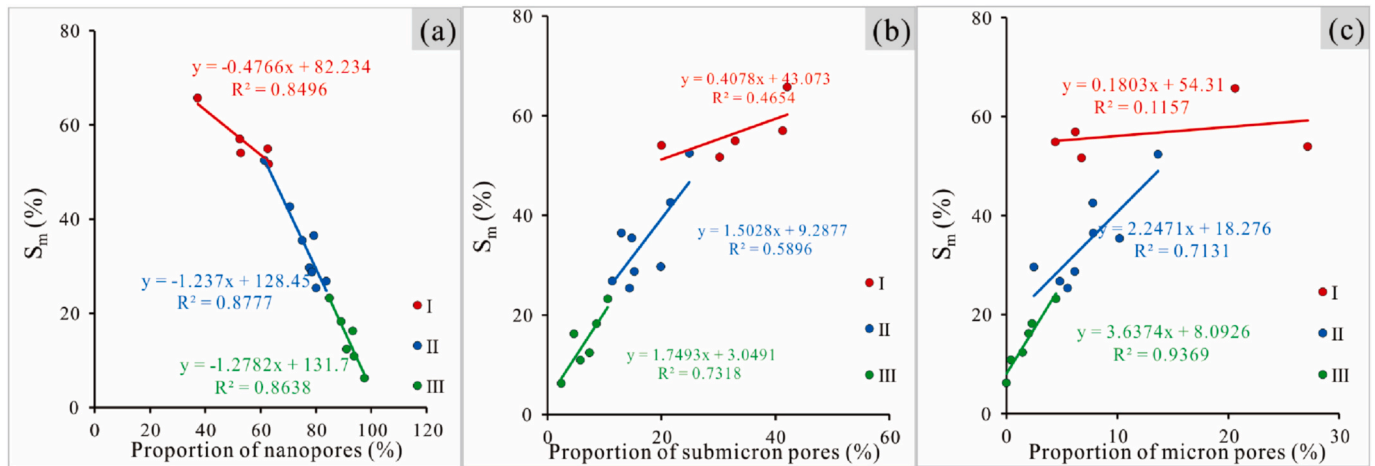 (a)
80
60
40
20
0
0 20 40 60 80 100 120
Sm (%)
Proportion of nanopores (%)
y = -0.4766x + 82.234
R² = 0.8496
y = -1.237x + 128.45
R² = 0.8777
y = -1.2782x + 131.7
R² = 0.8638
I
II
III
(b)
80
60
40
20
0
0 20 40 60
Sm (%)
Proportion of submicron pores (%)
y = 0.4078x + 43.073
R² = 0.4654
y = 1.5028x + 9.2877
R² = 0.5896
y = 1.7493x + 3.0491
R² = 0.7318
I
II
III
(c)
80
60
40
20
0
0 10 20 30
Sm (%)
Proportion of micron pores (%)
y = 0.1803x + 54.31
R² = 0.1157
y = 2.2471x + 18.276
R² = 0.7131
y = 3.6374x + 8.0926
R² = 0.9369
I
II
III